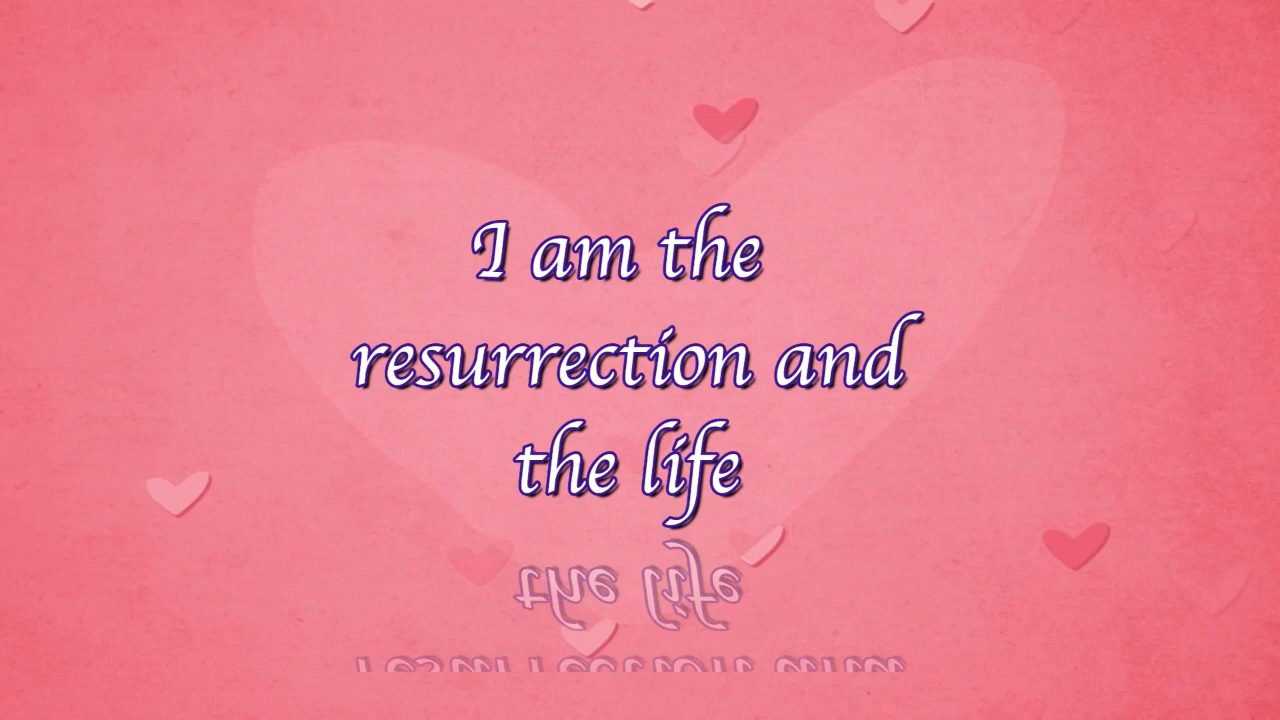 I am the
resurrection and
the life